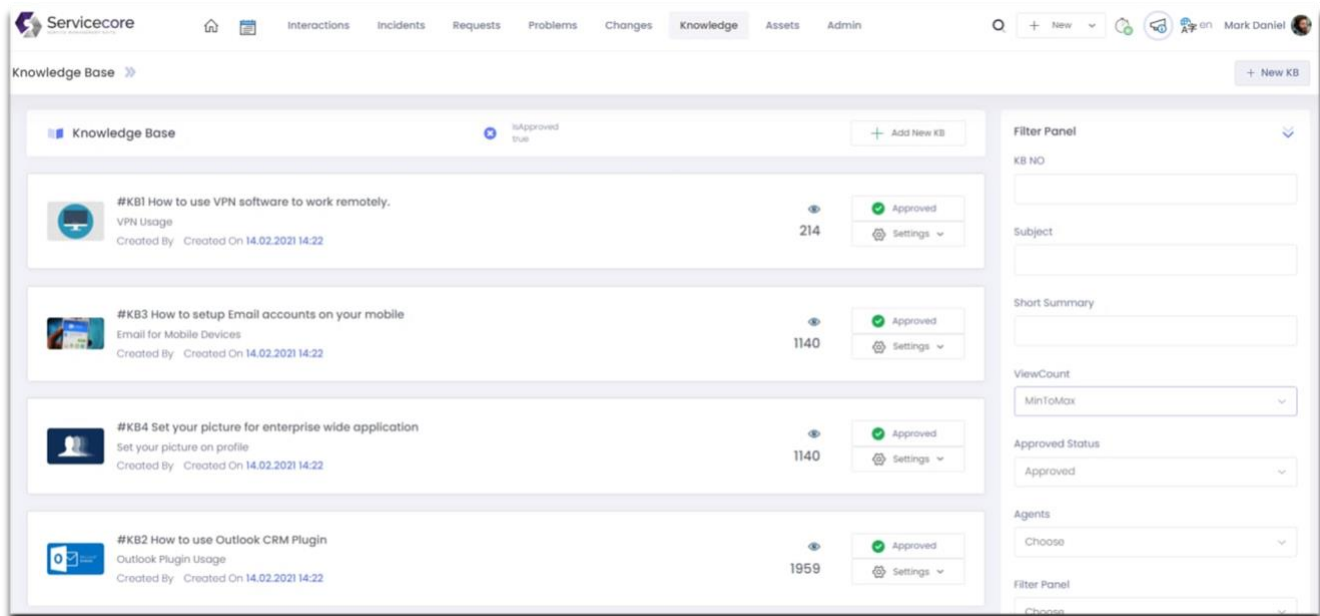 Servicecore
SERVICE MANAGEMENT SUITE
Interactions Incidents Requests Problems Changes Knowledge Assets Admin
+ New
en
Mark Daniel
Knowledge Base
+ New KB
Knowledge Base
IsApproved
true
+ Add New KB
#KB1 How to use VPN software to work remotely.
VPN Usage
Created By Created On 14.02.2021 14:22
214
Approved
Settings
#KB3 How to setup Email accounts on your mobile
Email for Mobile Devices
Created By Created On 14.02.2021 14:22
1140
Approved
Settings
#KB4 Set your picture for enterprise wide application
Set your picture on profile
Created By Created On 14.02.2021 14:22
1140
Approved
Settings
#KB2 How to use Outlook CRM Plugin
Outlook Plugin Usage
Created By Created On 14.02.2021 14:22
1959
Approved
Settings
Filter Panel
KB NO
Subject
Short Summary
ViewCount
MinToMax
Approved Status
Approved
Agents
Choose
Filter Panel
Choose